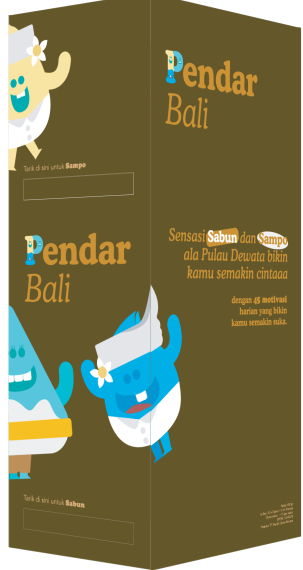 Tarik di sini untuk Sampo
Pendar
Bali
Tarik di sini untuk Sabun
Pendar
Bali
Sensasi Sabun dan Sampo
ala Pulau Dewata bikin
kamu semakin cintaaa
dengan 45 motivasi
harian yang bikin
kamu semakin suka.